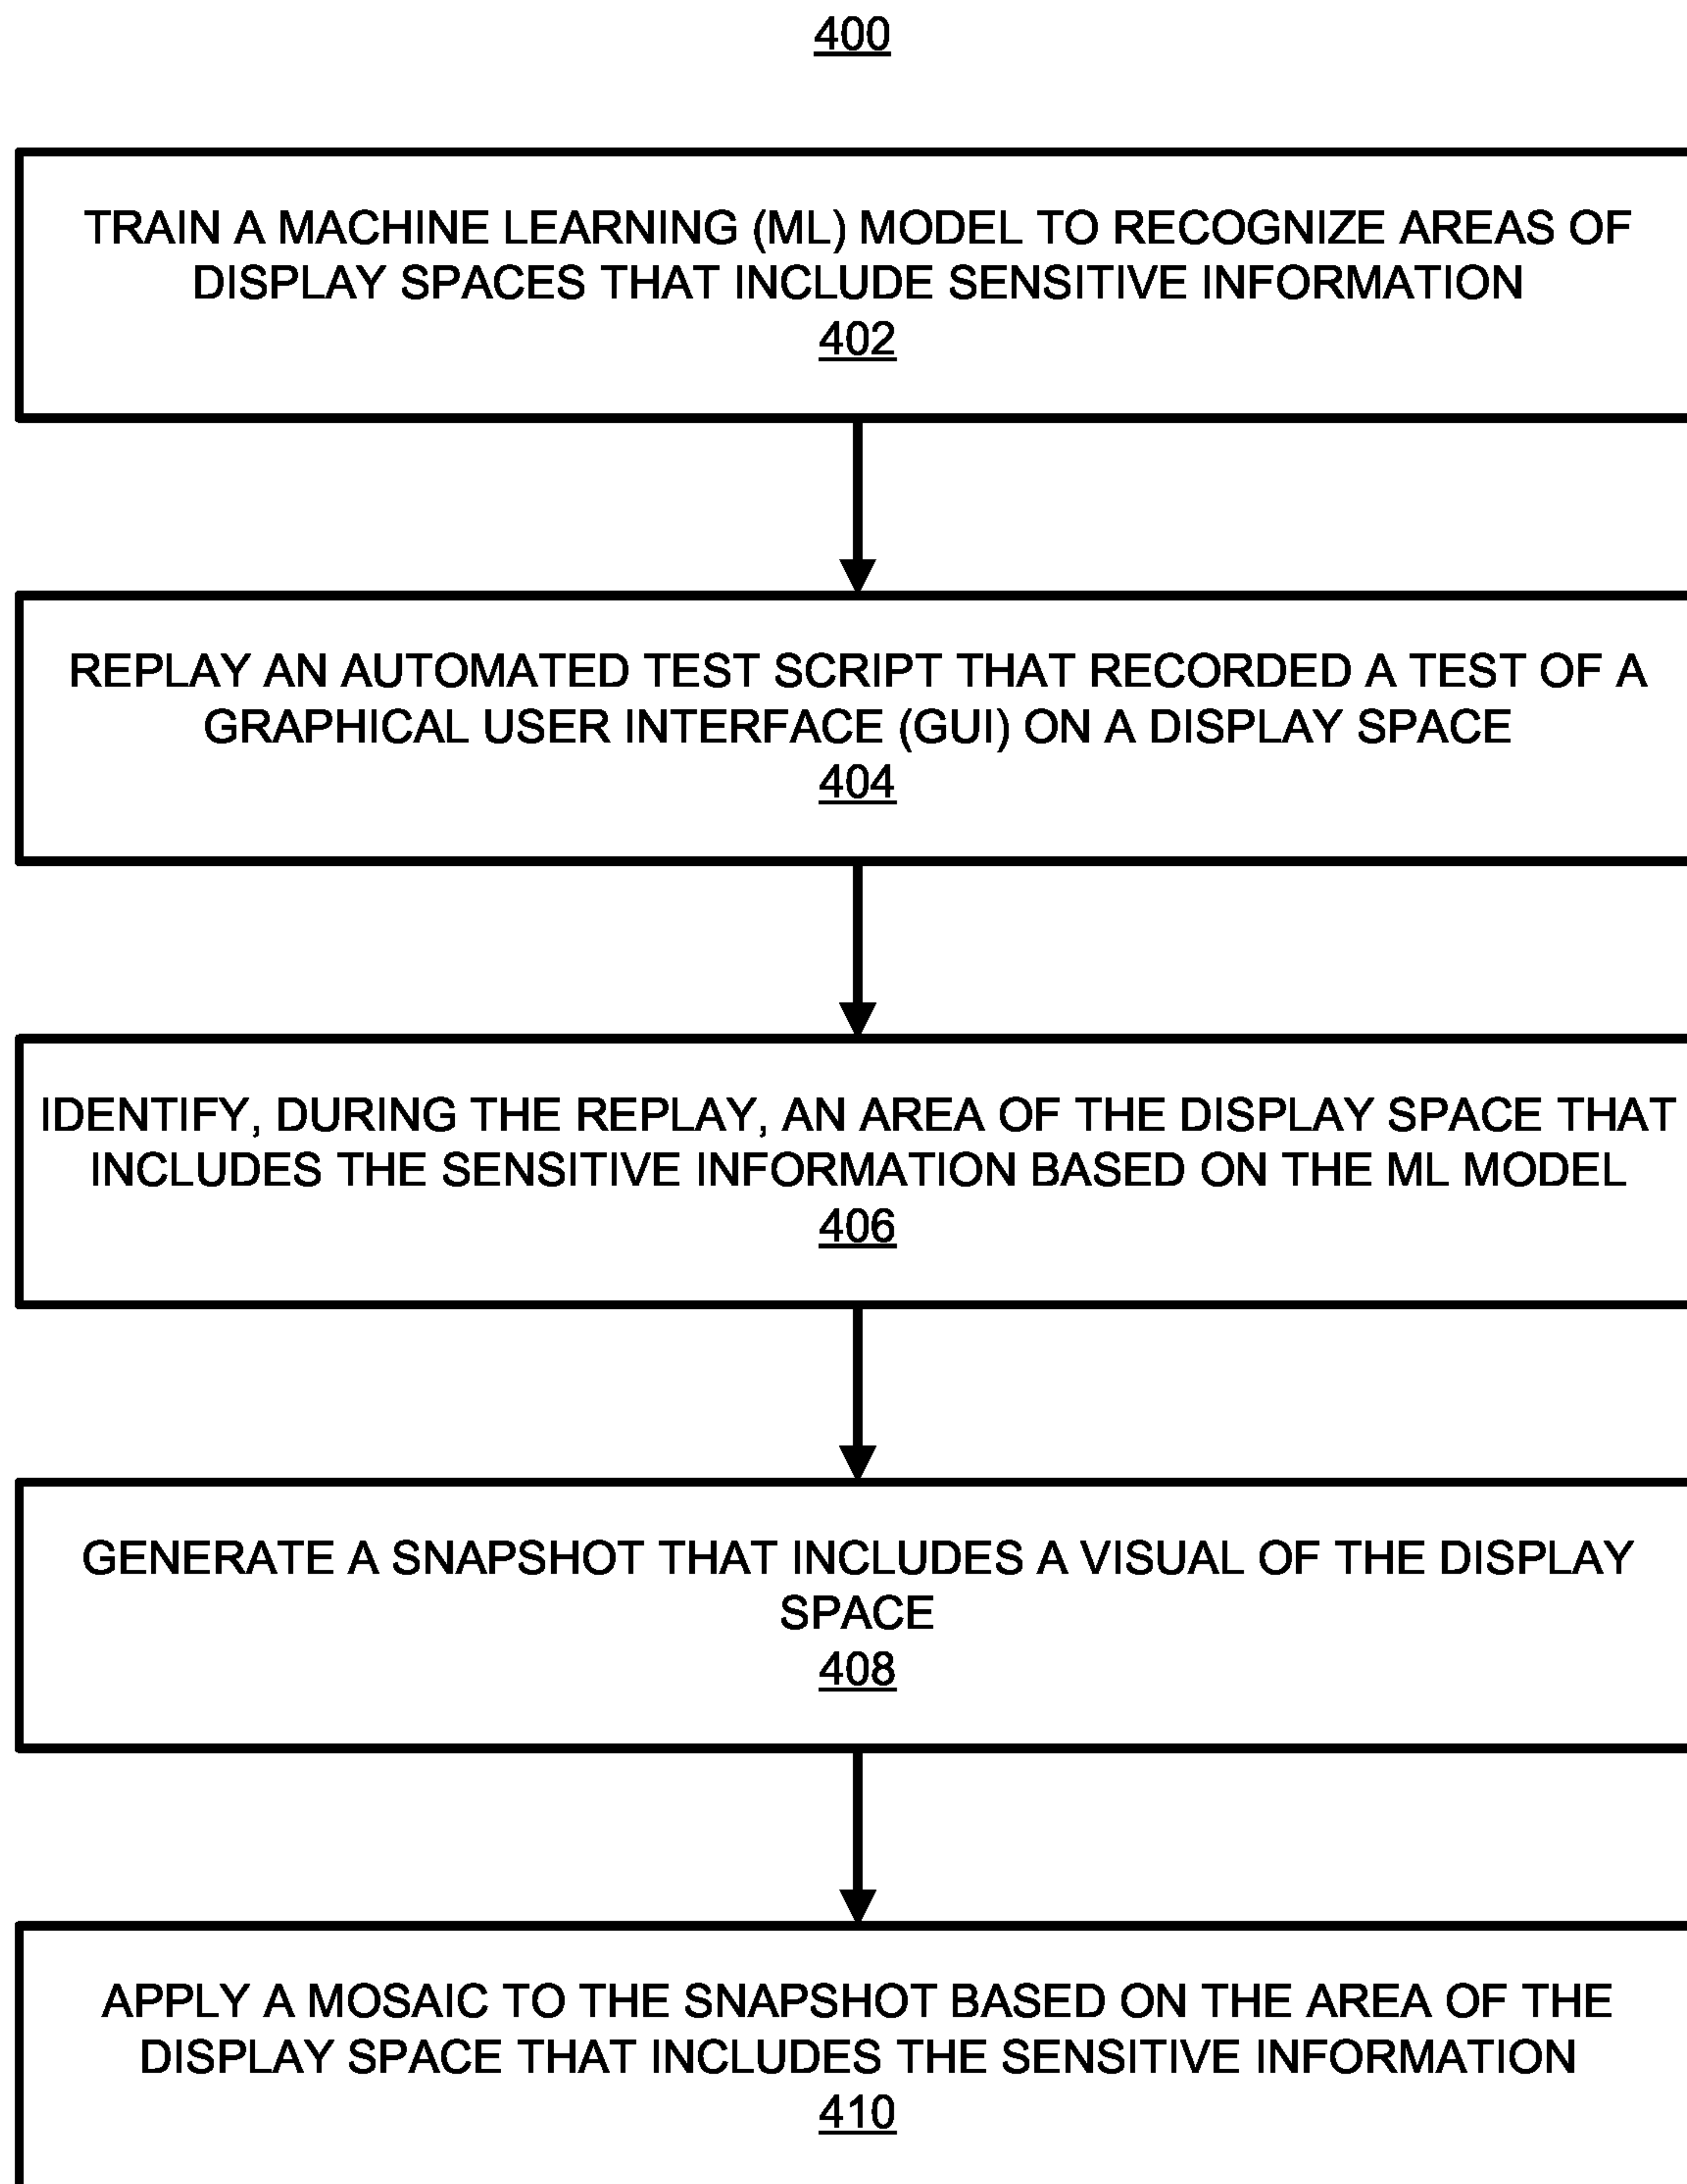 400
TRAIN A MACHINE LEARNING (ML) MODEL TO RECOGNIZE AREAS OF
DISPLAY SPACES THAT INCLUDE SENSITIVE INFORMATION
402
REPLAY AN AUTOMATED TEST SCRIPT THAT RECORDED A TEST OF A
GRAPHICAL USER INTERFACE (GUI) ON A DISPLAY SPACE
404
IDENTIFY, DURING THE REPLAY, AN AREA OF THE DISPLAY SPACE THAT
INCLUDES THE SENSITIVE INFORMATION BASED ON THE ML MODEL
406
GENERATE A SNAPSHOT THAT INCLUDES A VISUAL OF THE DISPLAY
SPACE
408
APPLY A MOSAIC TO THE SNAPSHOT BASED ON THE AREA OF THE
DISPLAY SPACE THAT INCLUDES THE SENSITIVE INFORMATION
410